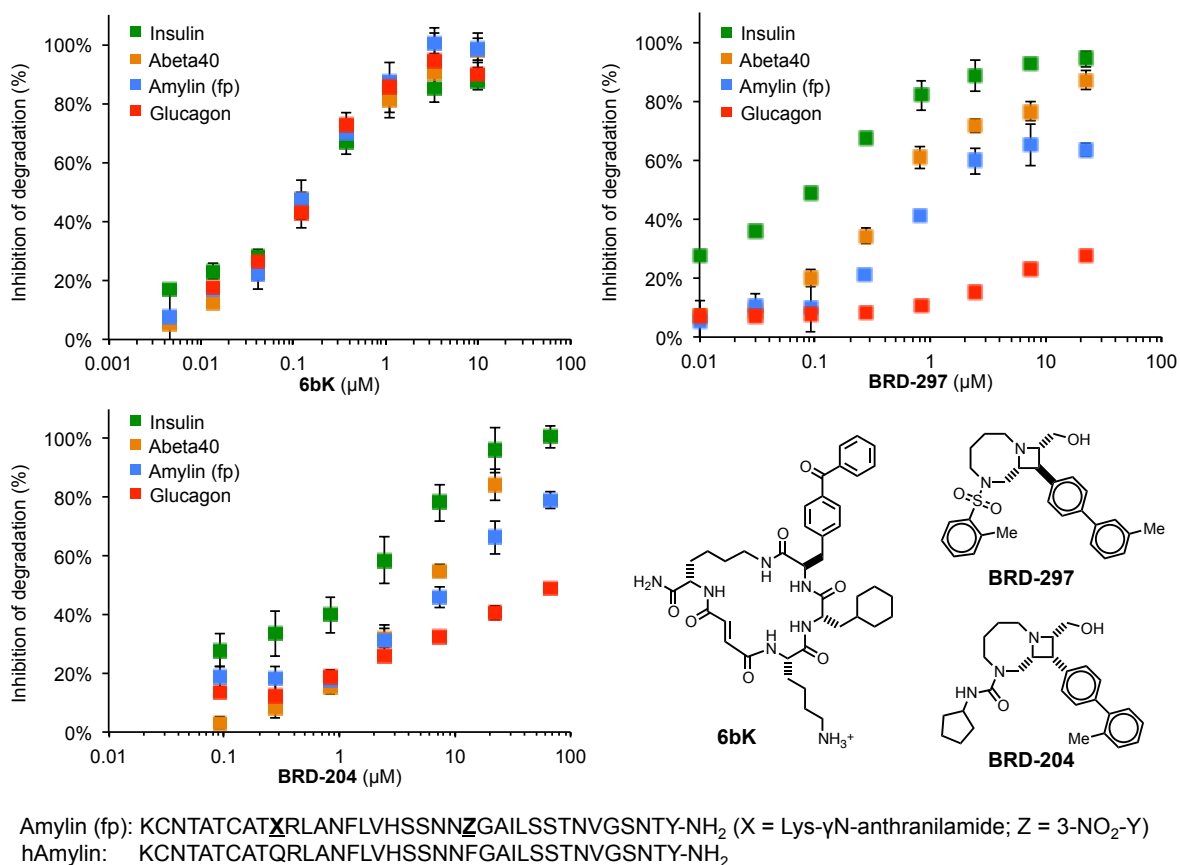 Insulin
Abeta40
Amylin (fp)
Glucagon
Inhibition of degradation (%)
100%
80%
60%
40%
20%
0%
0.001 0.01 0.1 1 10 100
6bK (µM)
Insulin
Abeta40
Amylin (fp)
Glucagon
Inhibition of degradation (%)
100%
80%
60%
40%
20%
0%
0.01 0.1 1 10 100
BRD-297 (µM)
Insulin
Abeta40
Amylin (fp)
Glucagon
Inhibition of degradation (%)
100%
80%
60%
40%
20%
0%
0.01 0.1 1 10 100
BRD-204 (µM)
O
N
H
O
NH
O
H₂N
O
NH
O
O
N
H
O
NH
O
NH₃⁺
6bK
N
OH
N
O
S
O
Me
Me
BRD-297
N
OH
N
HN
O
Me
BRD-204
Amylin (fp): KCNTATCATXRLANFLVHSSNNZGAILSSTNVGSNTY-NH₂ (X = Lys-γN-anthranilamide; Z = 3-NO₂-Y)
hAmylin: KCNTATCATQRLANFLVHSSNNFGAILSSTNVGSNTY-NH₂